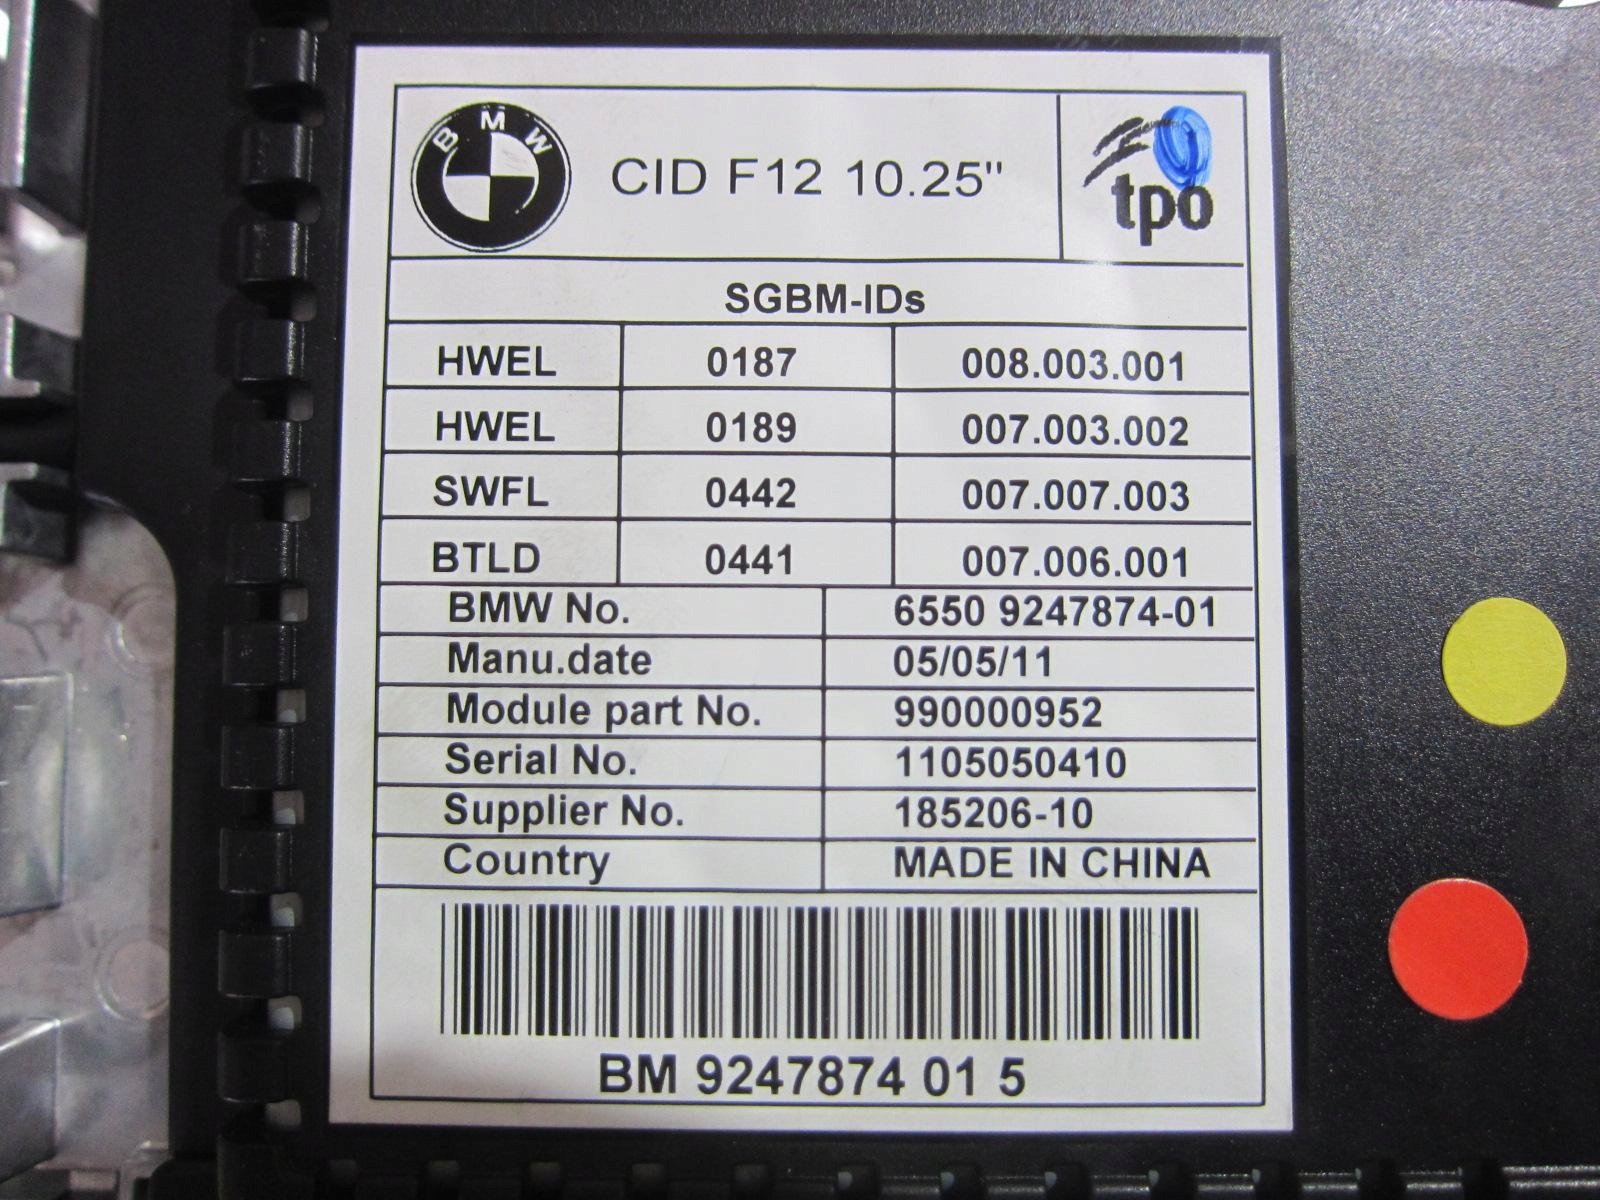 BMW
CID F12 10.25"
tpo
SGBM-IDs
HWEL 0187 008.003.001
HWEL 0189 007.003.002
SWFL 0442 007.007.003
BTLD 0441 007.006.001
BMW No. 6550 9247874-01
Manu.date 05/05/11
Module part No. 990000952
Serial No. 1105050410
Supplier No. 185206-10
Country MADE IN CHINA
BM 9247874 01 5